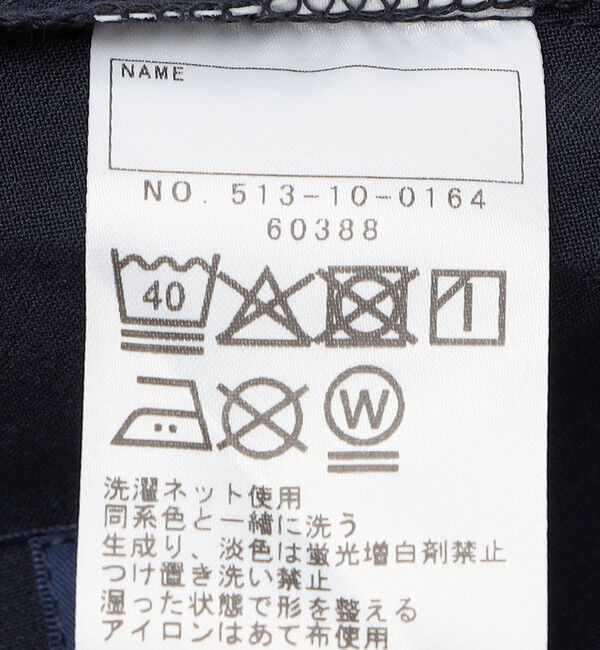 NAME
NO. 513-10-0164
60388
40
W
洗濯ネット使用
同系色と一緒に洗う
生成り、淡色は蛍光増白剤禁止
つけ置き洗い禁止
湿った状態で形を整える
アイロンはあて布使用